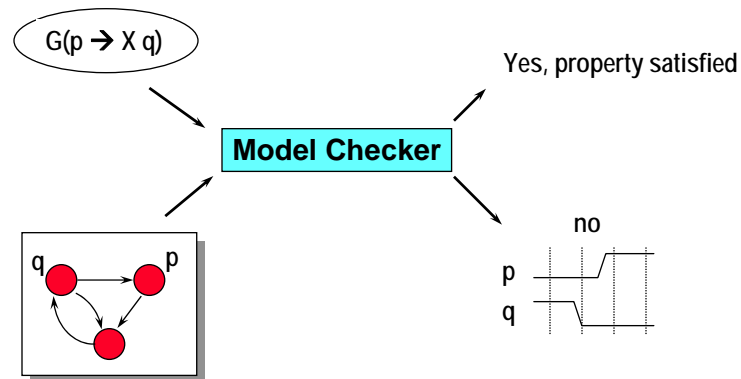 G(p → X q)
Yes, property satisfied
Model Checker
q
p
no
p
q